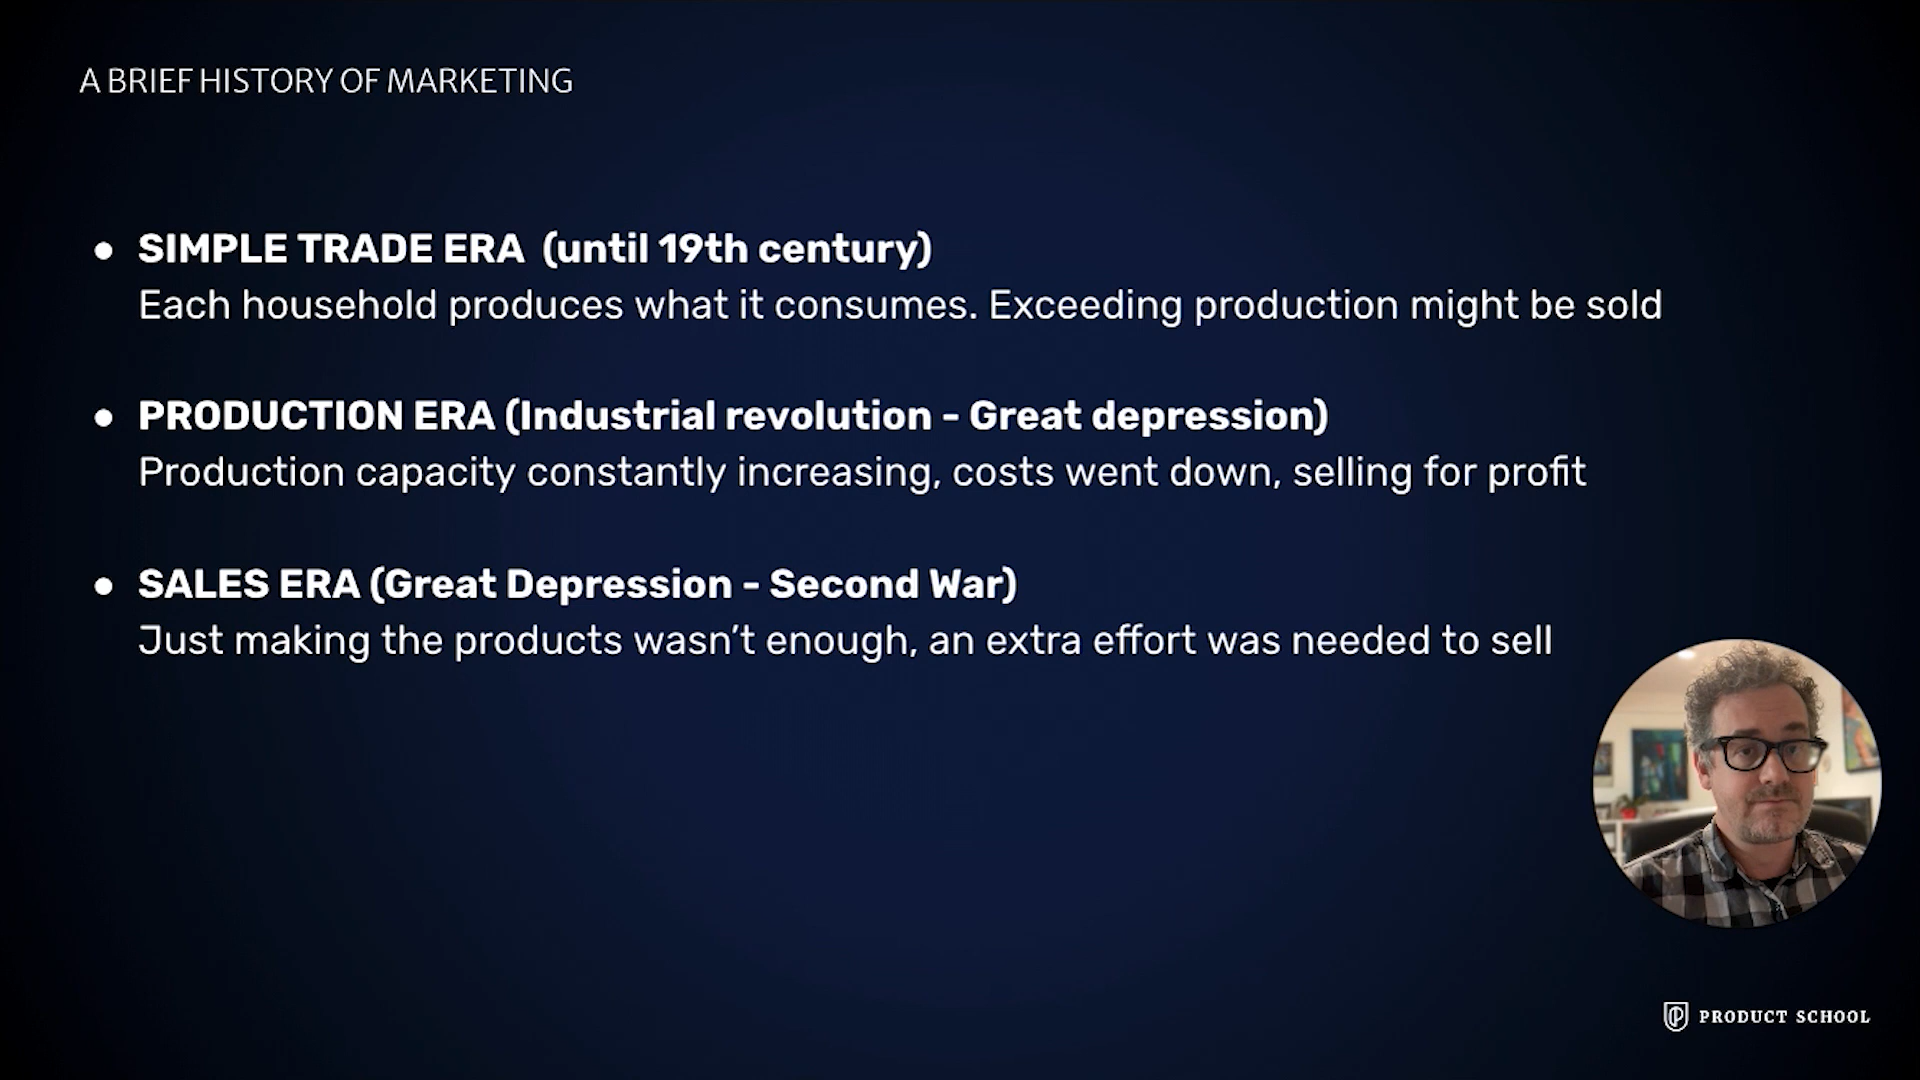 A BRIEF HISTORY OF MARKETING
● SIMPLE TRADE ERA (until 19th century)
Each household produces what it consumes. Exceeding production might be sold
● PRODUCTION ERA (Industrial revolution - Great depression)
Production capacity constantly increasing, costs went down, selling for profit
● SALES ERA (Great Depression - Second War)
Just making the products wasn’t enough, an extra effort was needed to sell
PRODUCT SCHOOL